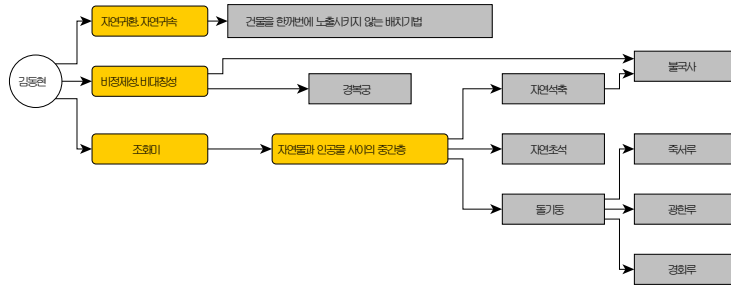 자연귀환.자연귀속
건물을 한꺼번에 노출시키지 않는 배치기법
김동현
비정제성.비대칭성
불국사
경복궁
자연석축
조화미
자연물과 인공물 사이의 중간층
자연초석
죽서루
돌기둥
광한루
경회루